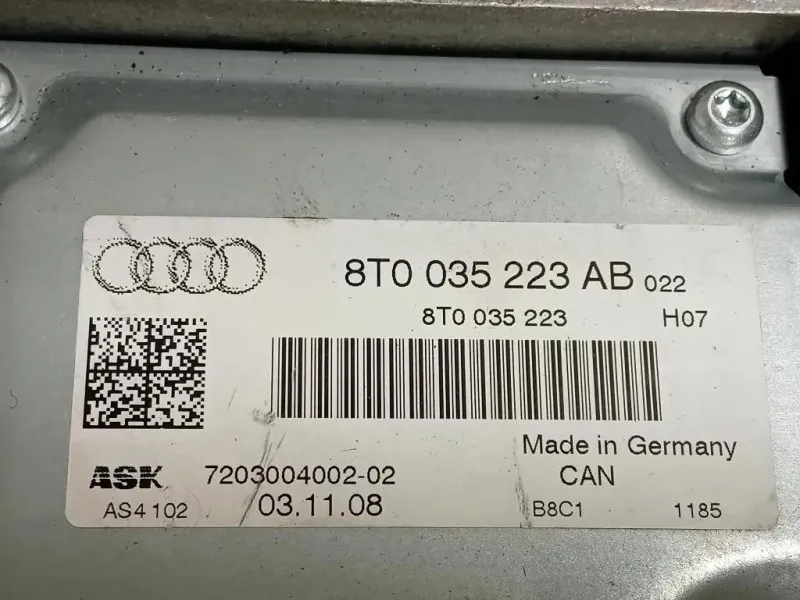 8T0 035 223 AB 022
8T0 035 223 H07
Made in Germany
ASK 7203004002-02 CAN
AS4 102 03.11.08 B8C1 1185